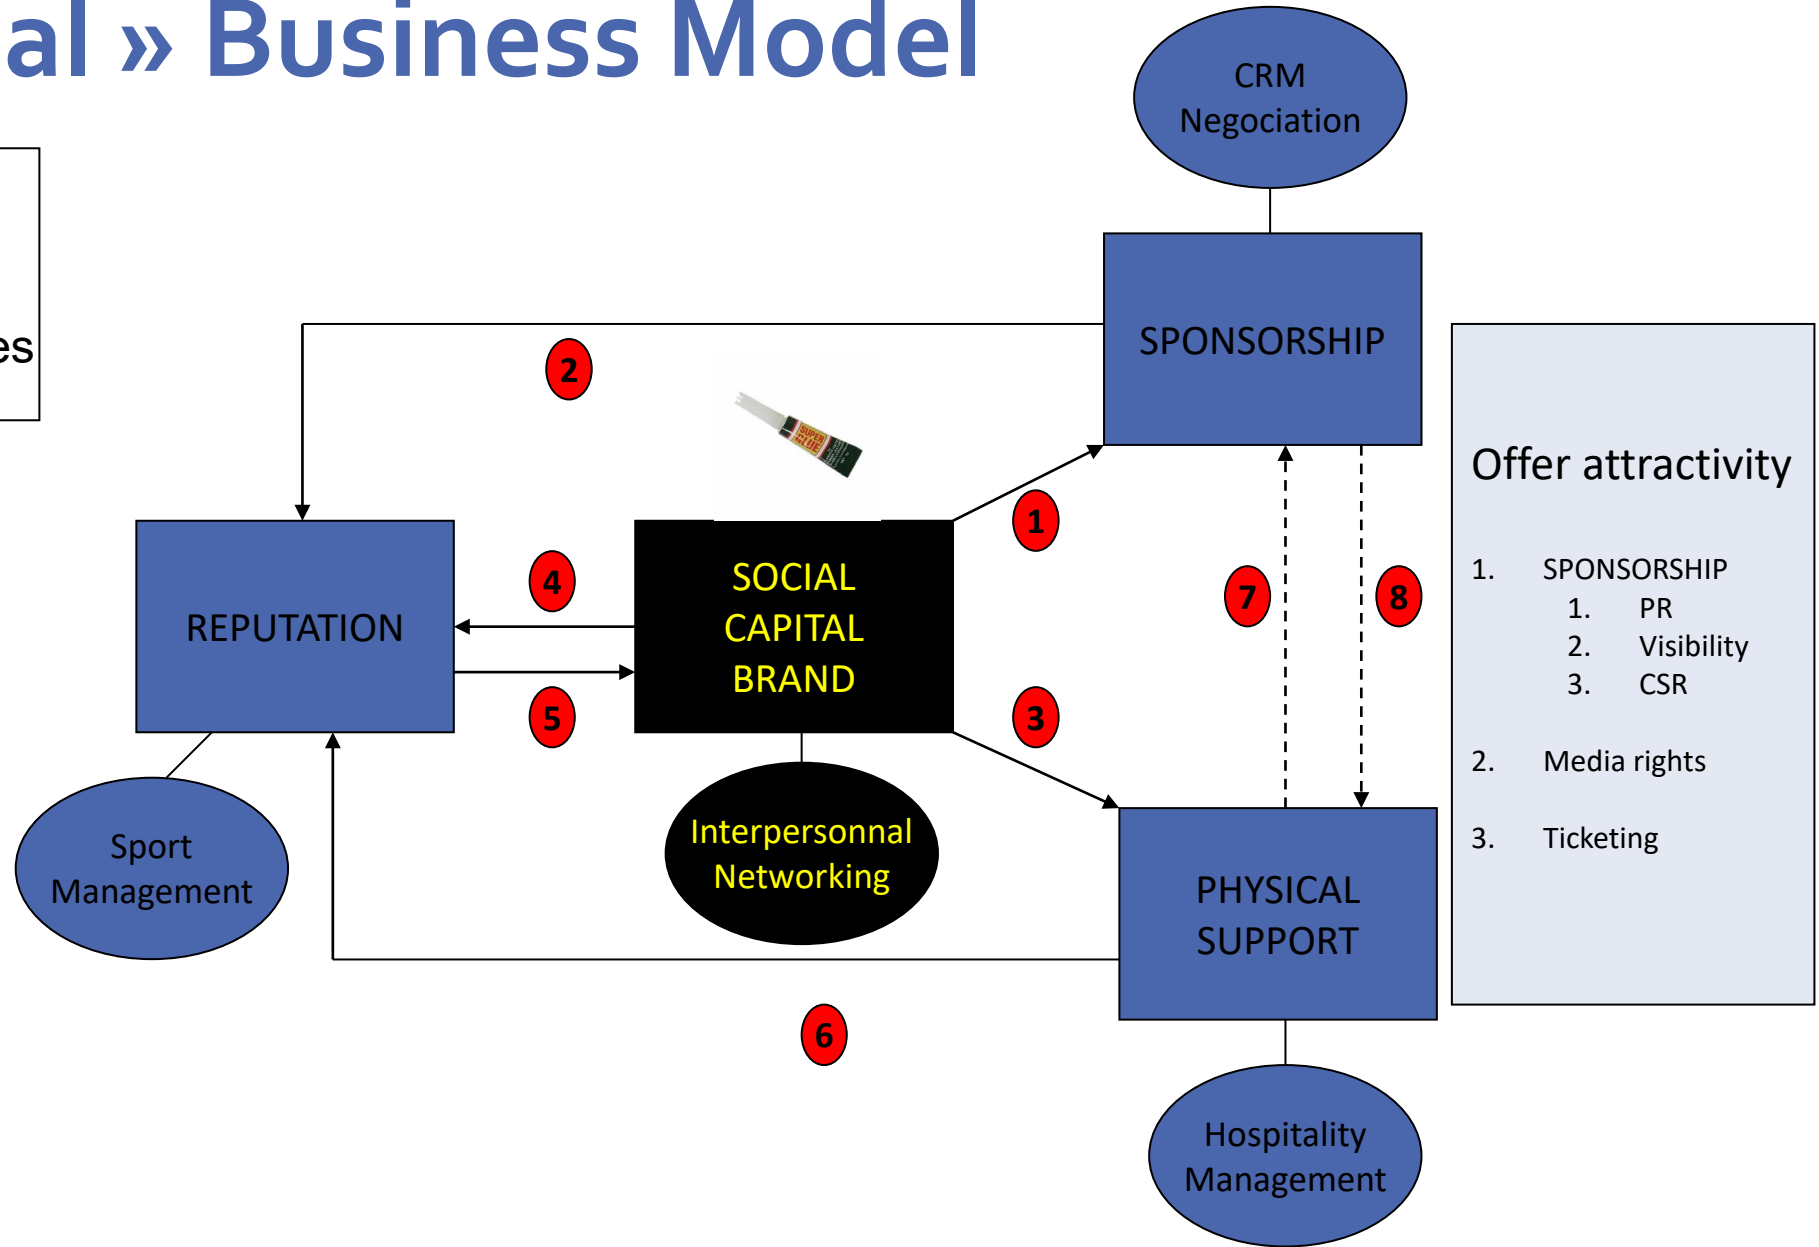 al » Business Model
es
CRM
Negociation
SPONSORSHIP
2
SUPER
GLUE
1
Offer attractivity
1. SPONSORSHIP
1. PR
2. Visibility
3. CSR
2. Media rights
3. Ticketing
REPUTATION
4
5
SOCIAL
CAPITAL
BRAND
7
8
3
Sport
Management
Interpersonnal
Networking
PHYSICAL
SUPPORT
6
Hospitality
Management